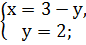 x = 3 – y,
y = 2;